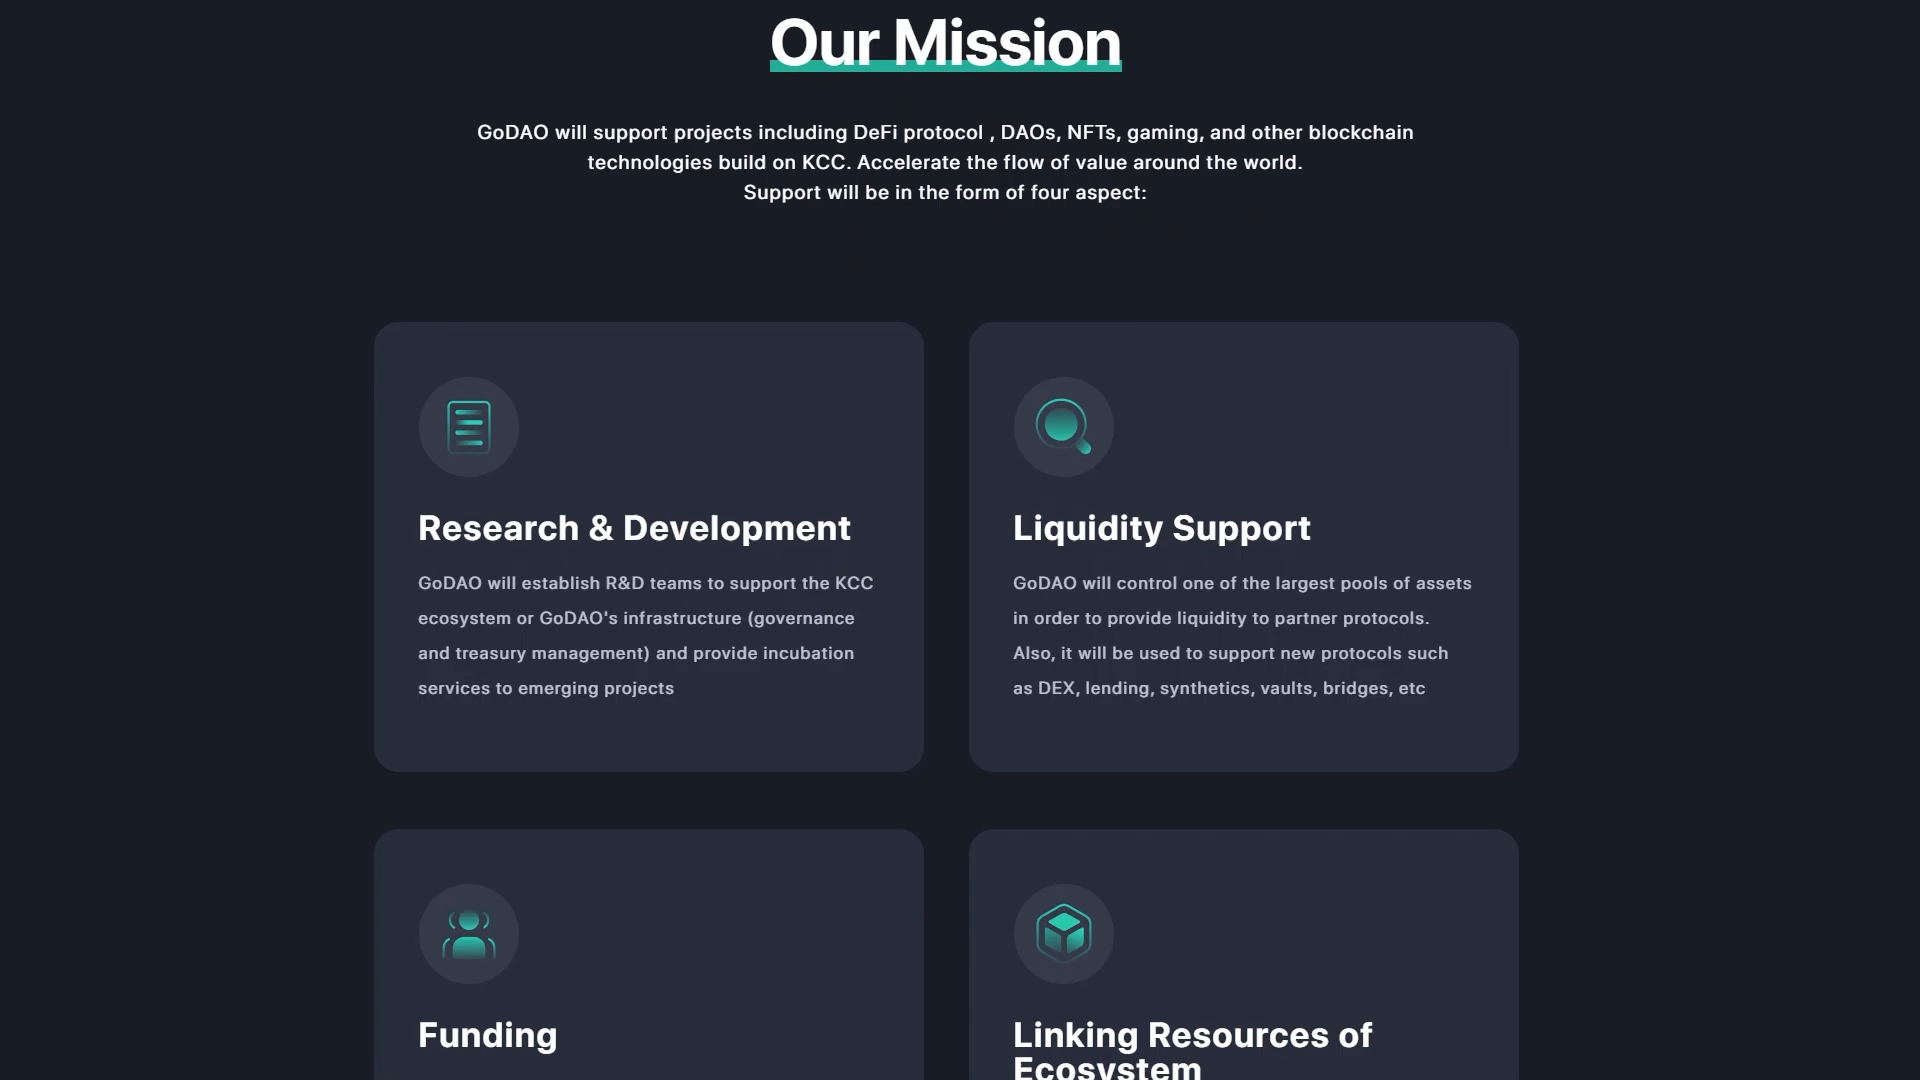 Our Mission
GoDAO will support projects including DeFi protocol , DAOs, NFTs, gaming, and other blockchain
technologies build on KCC. Accelerate the flow of value around the world.
Support will be in the form of four aspect:
Research & Development
GoDAO will establish R&D teams to support the KCC
ecosystem or GoDAO's infrastructure (governance
and treasury management) and provide incubation
services to emerging projects
Liquidity Support
GoDAO will control one of the largest pools of assets
in order to provide liquidity to partner protocols.
Also, it will be used to support new protocols such
as DEX, lending, synthetics, vaults, bridges, etc
Funding
Linking Resources of
Ecosystem